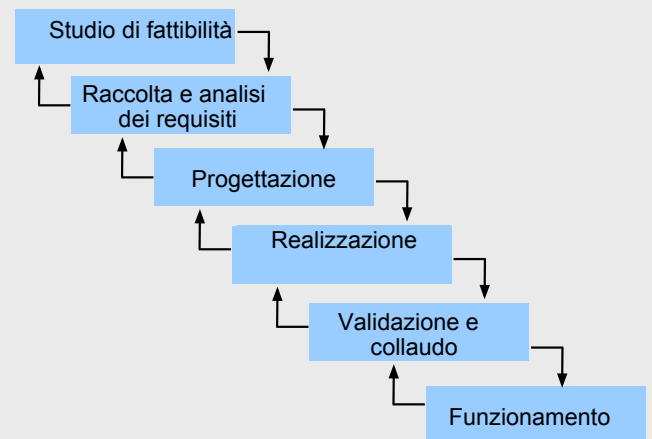 Studio di fattibilità
Raccolta e analisi
dei requisiti
Progettazione
Realizzazione
Validazione e
collaudo
Funzionamento